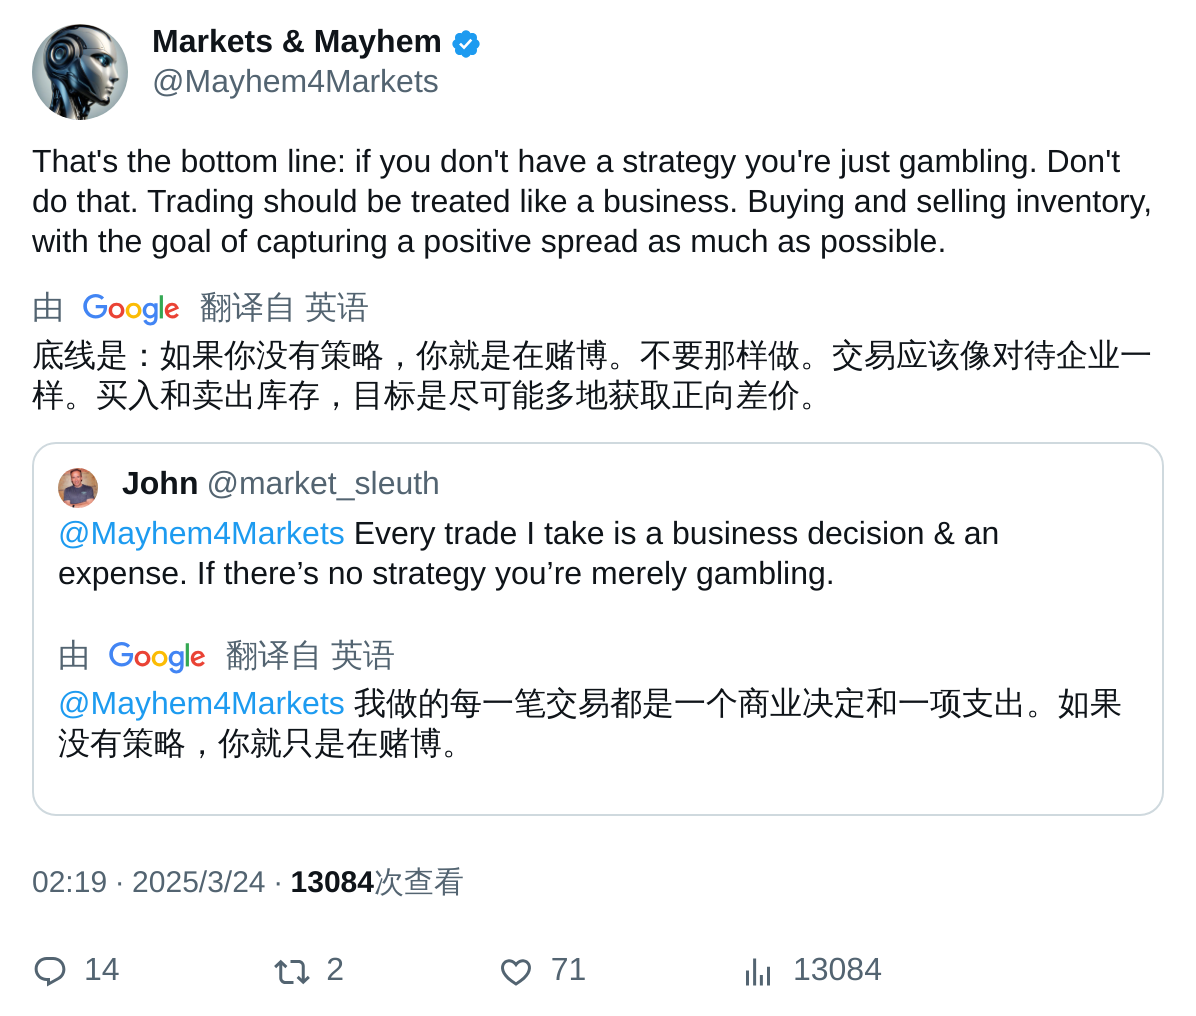 Markets & Mayhem
@Mayhem4Markets
That's the bottom line: if you don't have a strategy you're just gambling. Don't
do that. Trading should be treated like a business. Buying and selling inventory,
with the goal of capturing a positive spread as much as possible.
由 Google 翻译自 英语
底线是：如果你没有策略，你就是在赌博。不要那样做。交易应该像对待企业一
样。买入和卖出库存，目标是尽可能多地获取正向差价。
John @market_sleuth
@Mayhem4Markets Every trade I take is a business decision & an
expense. If there’s no strategy you’re merely gambling.
由 Google 翻译自 英语
@Mayhem4Markets 我做的每一笔交易都是一个商业决定和一项支出。如果
没有策略，你就只是在赌博。
02:19 · 2025/3/24 · 13084次查看
14 2 71 13084